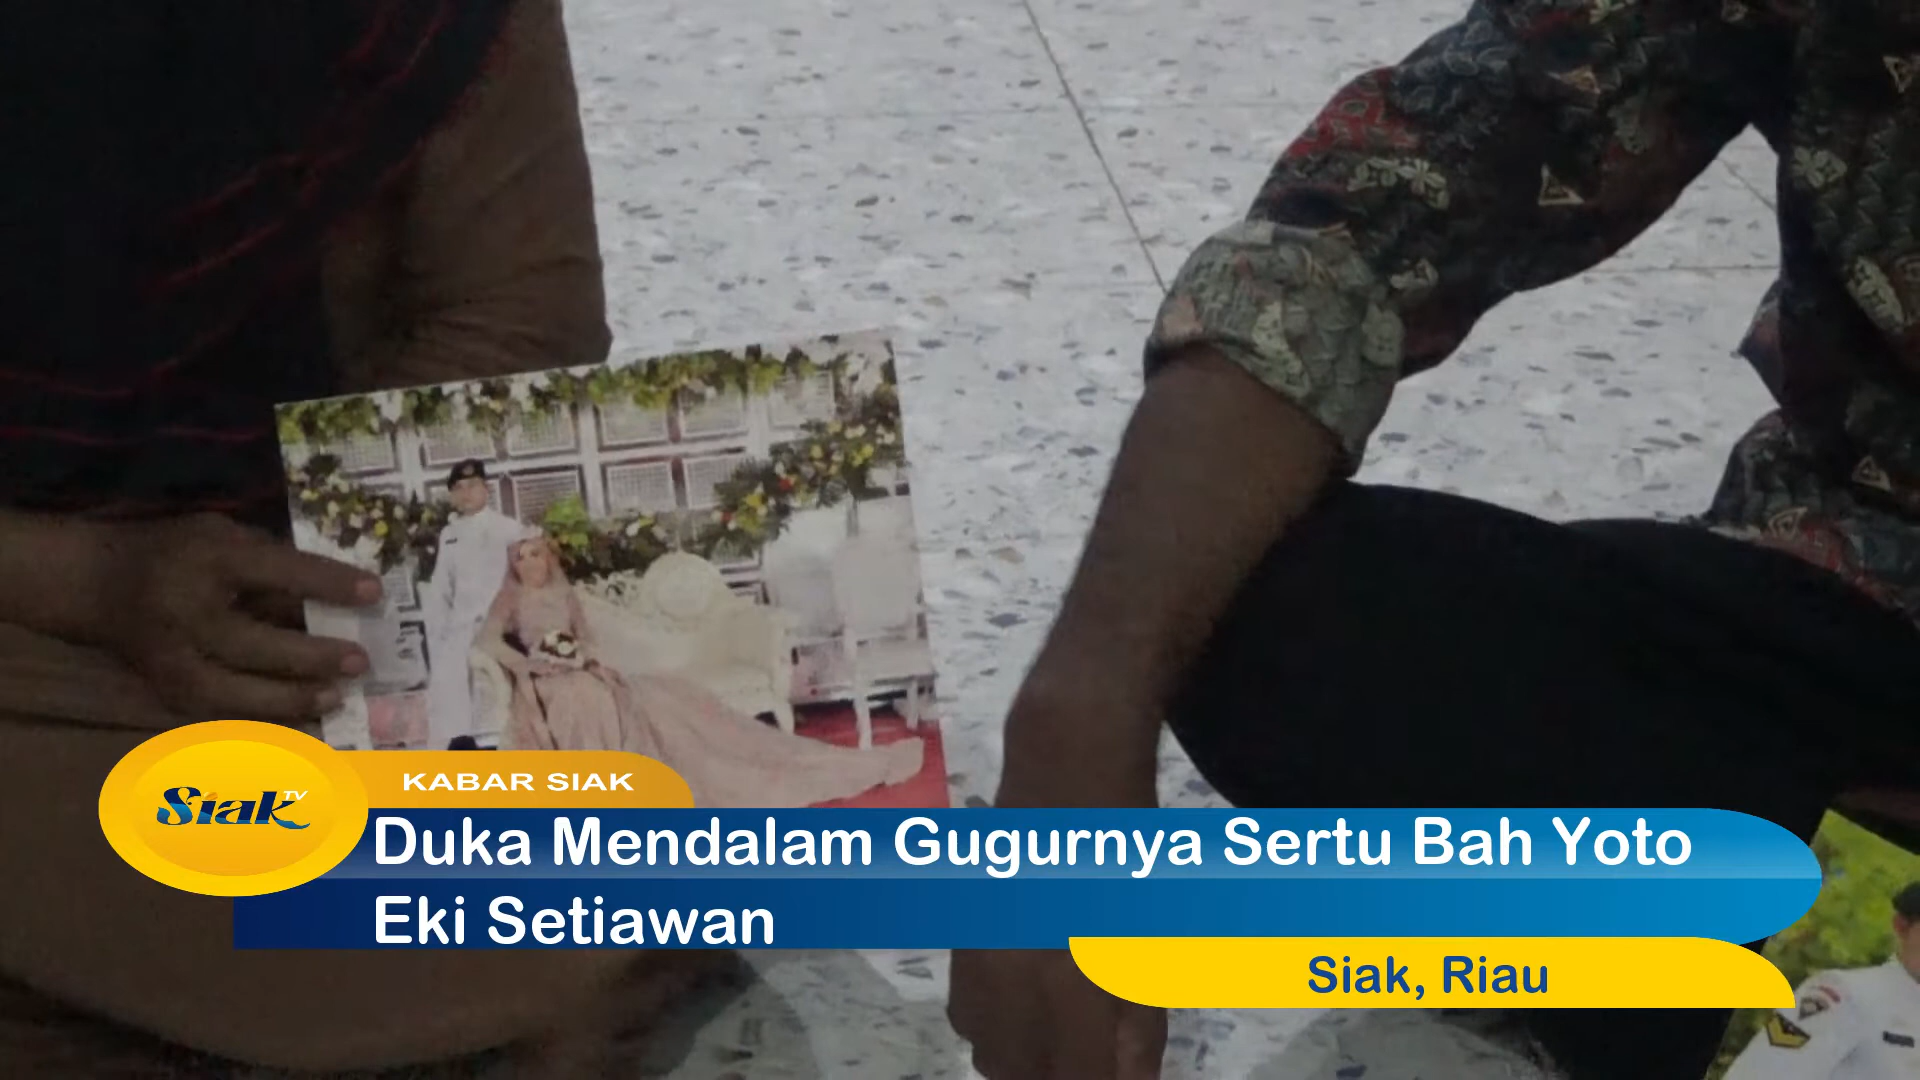 KABAR SIAK
Siak TV
Duka Mendalam Gugurnya Sertu Bah Yoto
Eki Setiawan
Siak, Riau